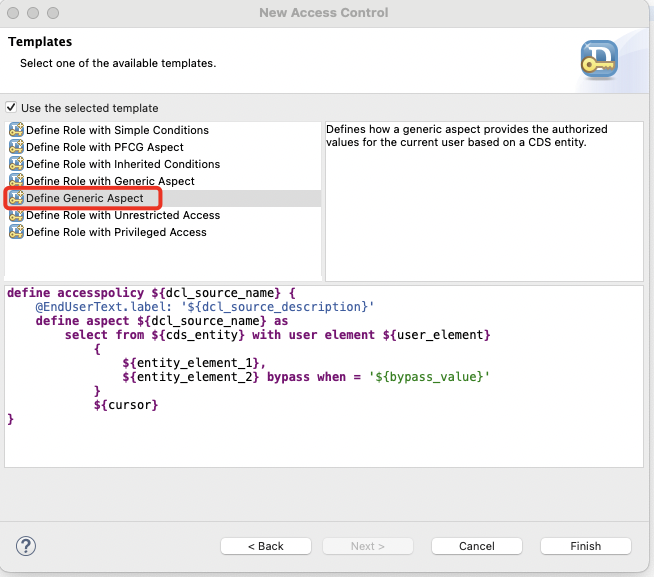 New Access Control
Templates
Select one of the available templates.
Use the selected template
Define Role with Simple Conditions
Define Role with PFCG Aspect
Define Role with Inherited Conditions
Define Role with Generic Aspect
Define Generic Aspect
Define Role with Unrestricted Access
Define Role with Privileged Access
Defines how a generic aspect provides the authorized
values for the current user based on a CDS entity.
define accesspolicy ${dcl_source_name} {
@EndUserText.label: '${dcl_source_description}'
define aspect ${dcl_source_name} as
select from ${cds_entity} with user element ${user_element}
{
${entity_element_1},
${entity_element_2} bypass when = '${bypass_value}'
}
${cursor}
}
?
< Back
Next >
Cancel
Finish